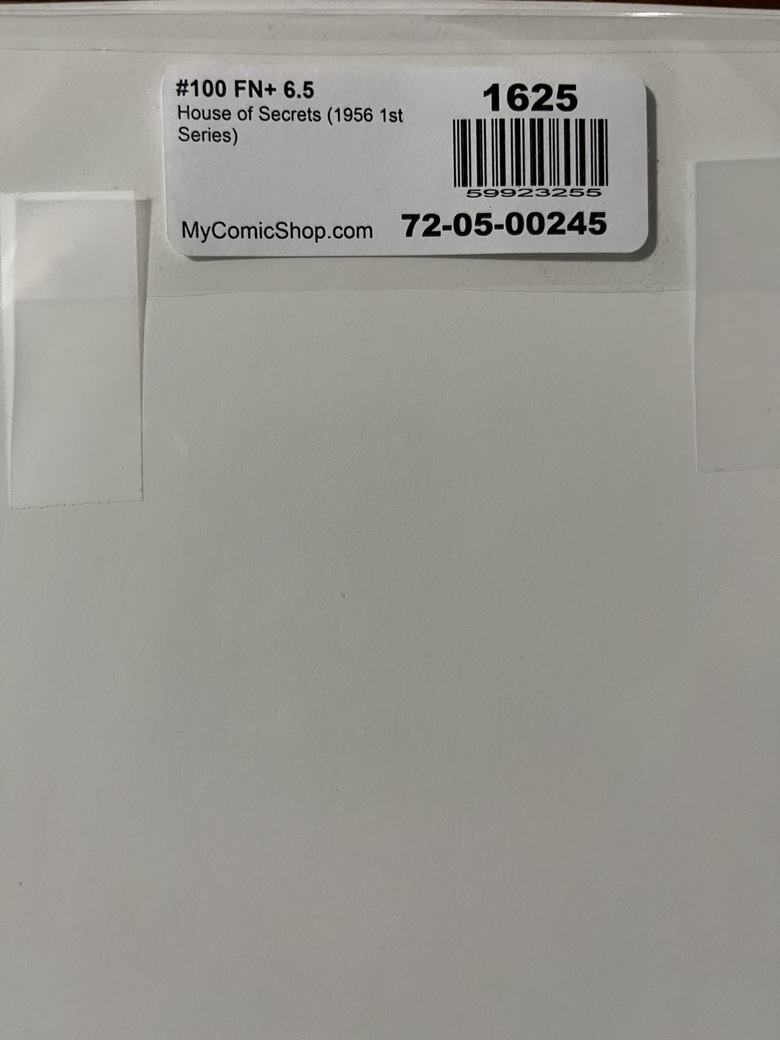 #100 FN+ 6.5
House of Secrets (1956 1st
Series)
1625
59923255
MyComicShop.com
72-05-00245